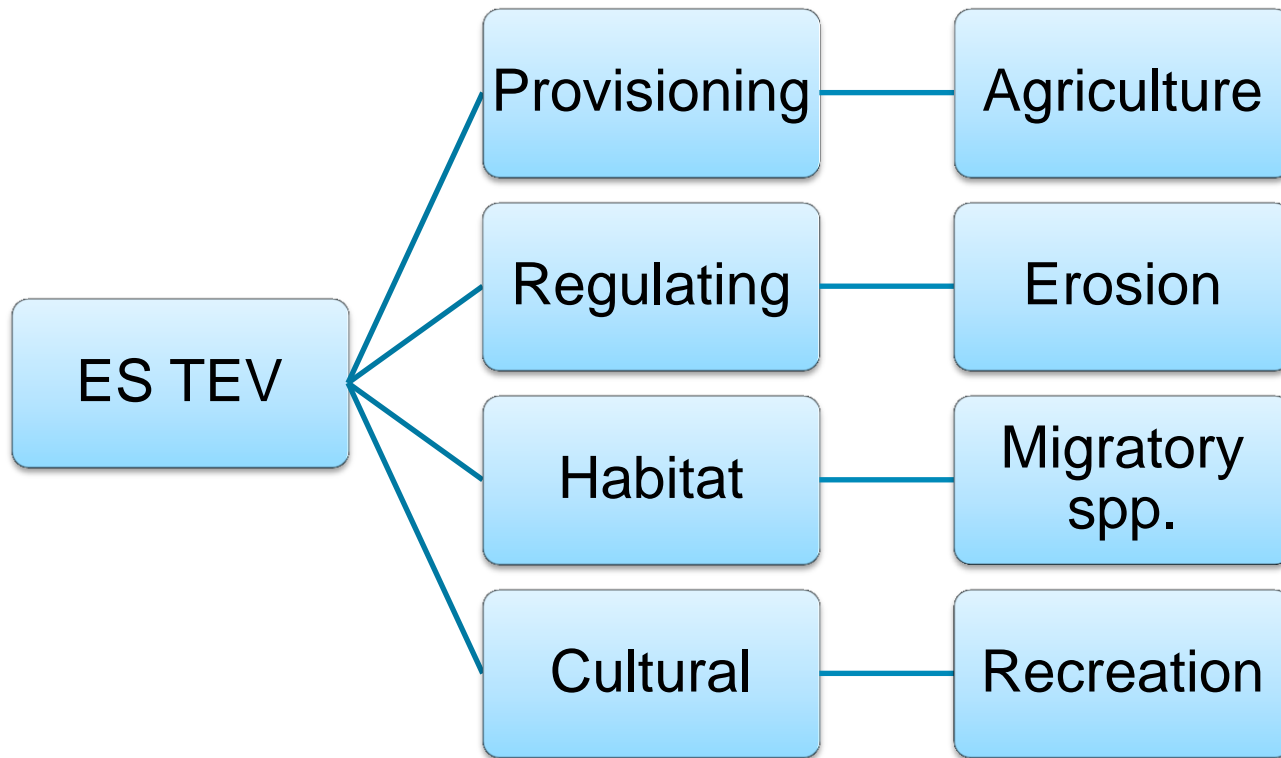 Provisioning
Agriculture
Regulating
Erosion
ES TEV
Habitat
Migratory
spp.
Cultural
Recreation